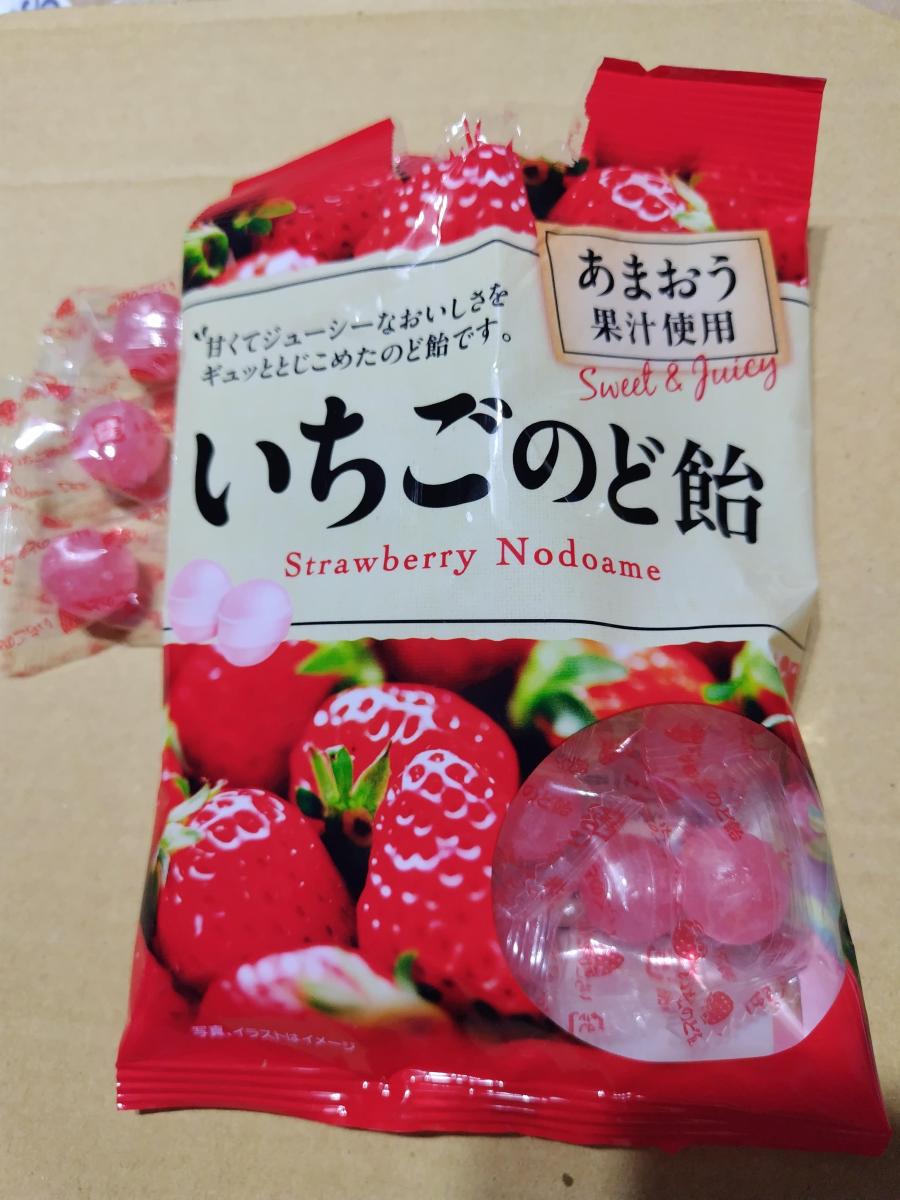 あまおう
果汁使用
Sweet & Juicy
甘くてジューシーなおいしさを
ギュッととじこめたのど飴です。
いちごのど飴
Strawberry Nodoame
写真・イラストはイメージ